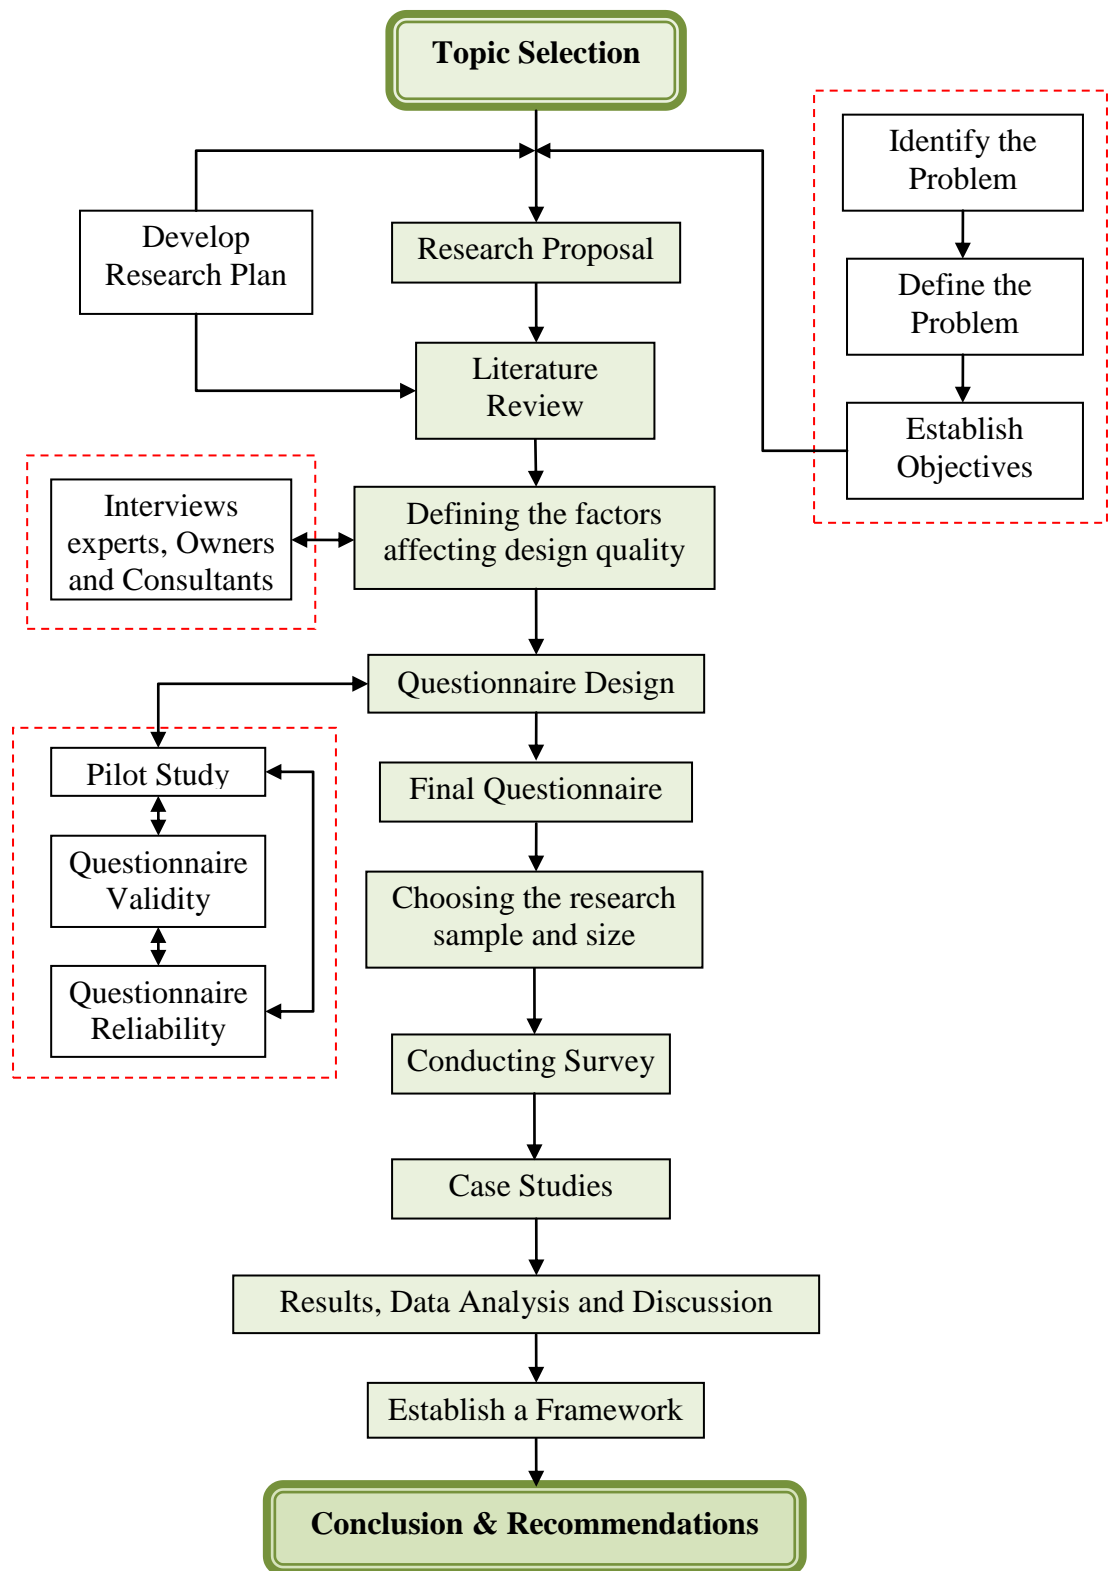 Topic Selection
Identify the
Problem
Develop
Research Plan
Research Proposal
Define the
Problem
Literature
Review
Establish
Objectives
Interviews
experts, Owners
and Consultants
Defining the factors
affecting design quality
Questionnaire Design
Pilot Study
Final Questionnaire
Questionnaire
Validity
Choosing the research
sample and size
Questionnaire
Reliability
Conducting Survey
Case Studies
Results, Data Analysis and Discussion
Establish a Framework
Conclusion & Recommendations